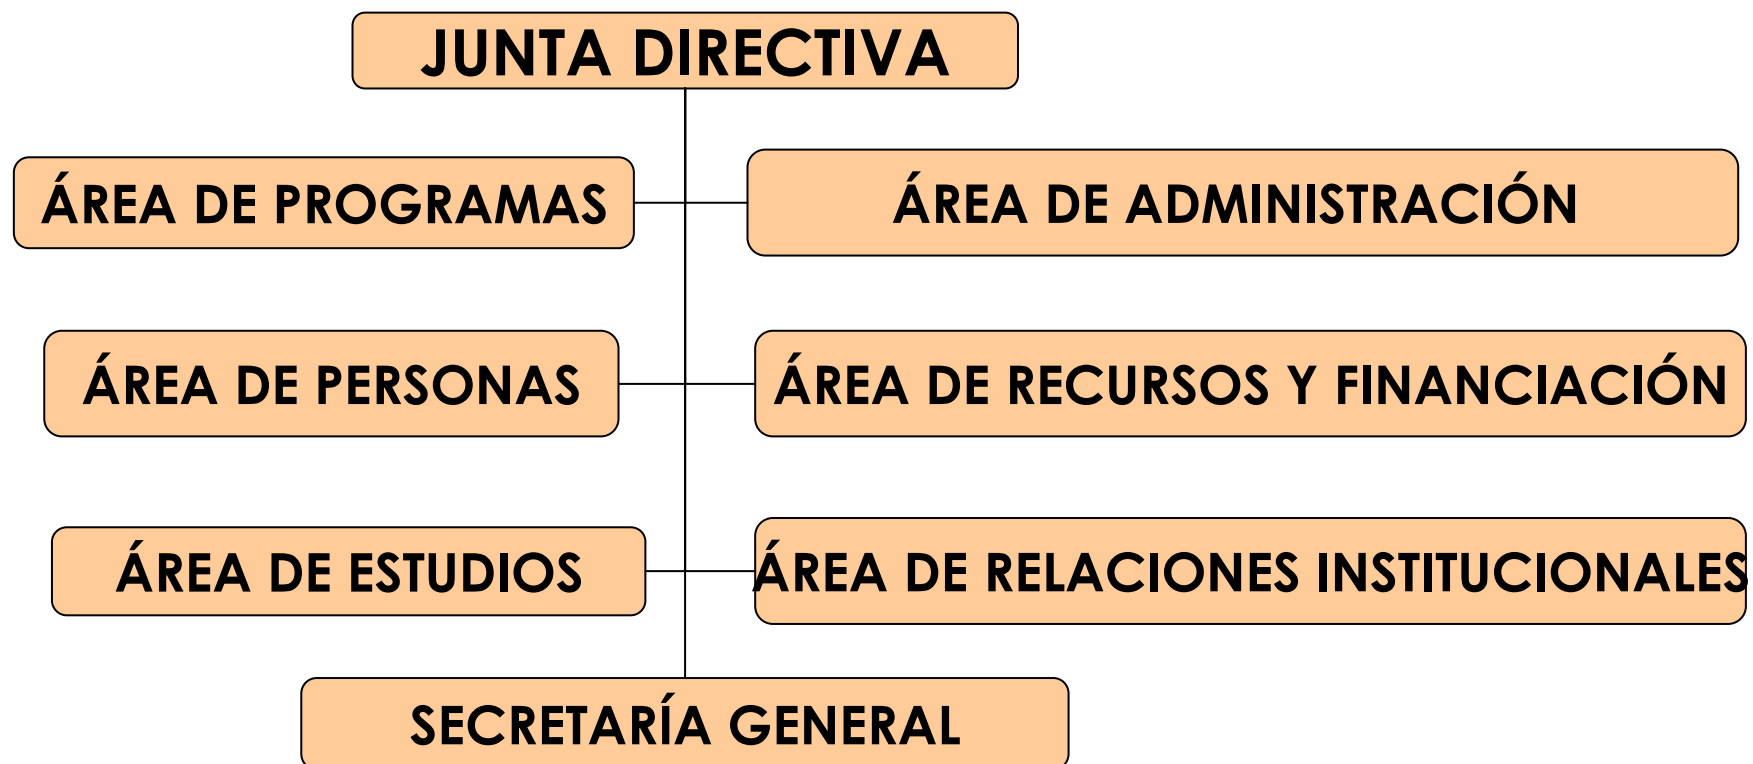 JUNTA DIRECTIVA
ÁREA DE PROGRAMAS
ÁREA DE ADMINISTRACIÓN
ÁREA DE PERSONAS
ÁREA DE RECURSOS Y FINANCIACIÓN
ÁREA DE ESTUDIOS
ÁREA DE RELACIONES INSTITUCIONALES
SECRETARÍA GENERAL